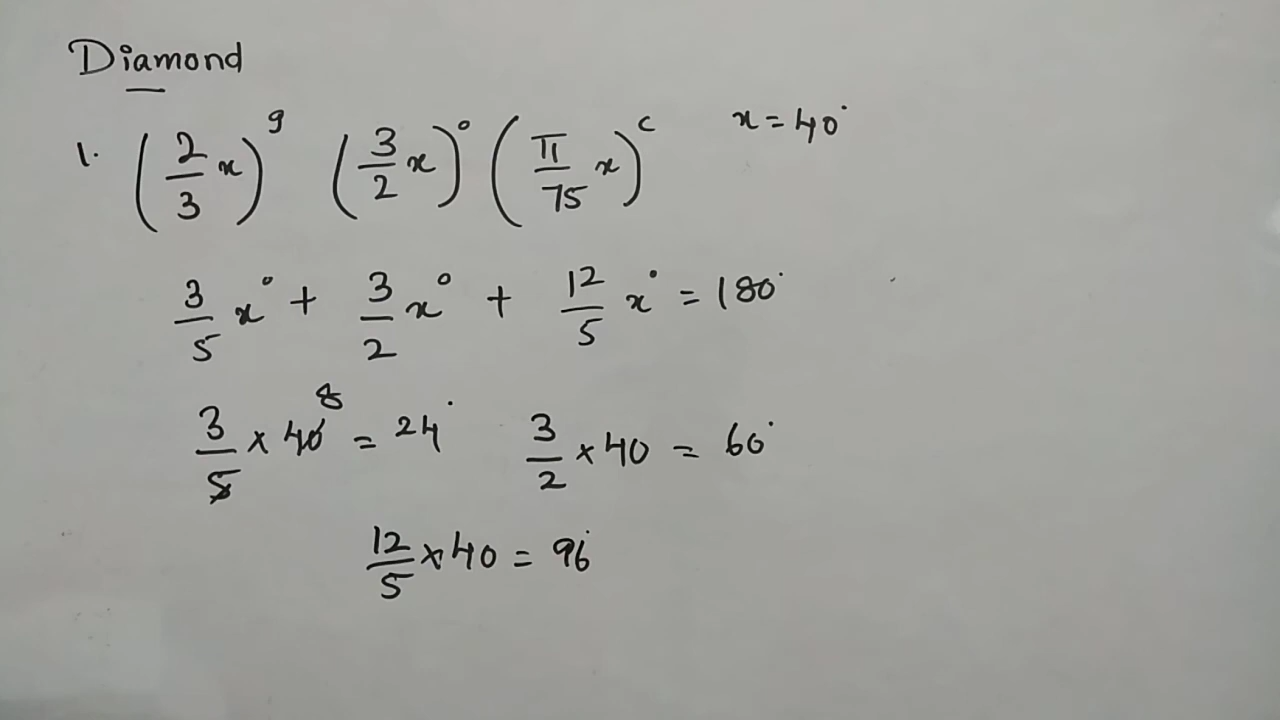 Diamond
1. (2/3 x)^g (3/2 x)° (π/75 x)^c x = 40°
3/5 x° + 3/2 x° + 12/5 x° = 180°
3/5 × 40 8 = 24° 3/2 × 40 = 60°
12/5 × 40 = 96°